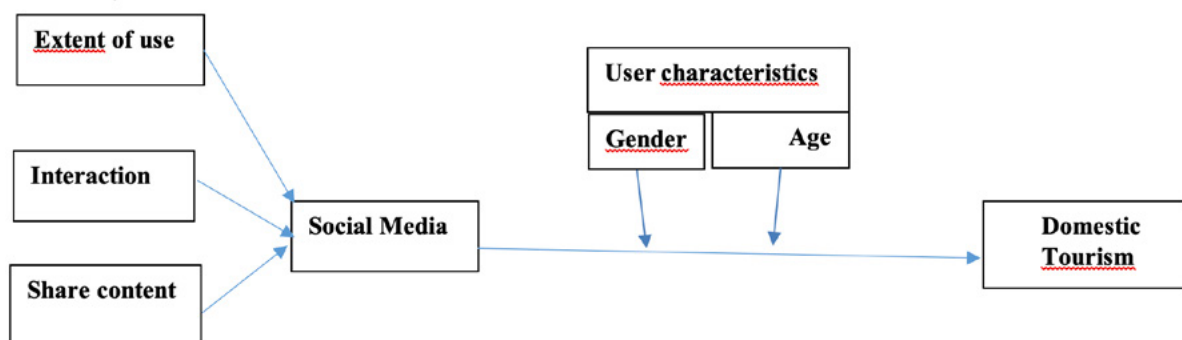 Extent of use
User characteristics
Gender
Age
Interaction
Social Media
Domestic
Tourism
Share content